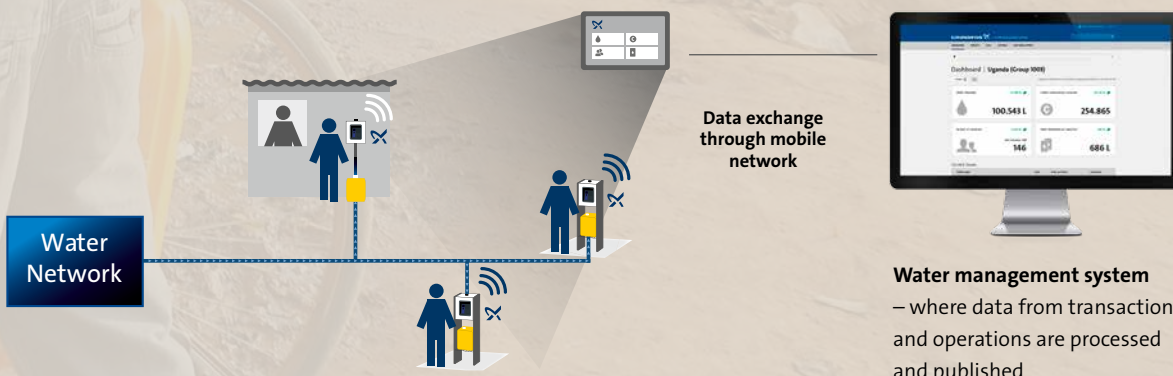 Water
Network
Data exchange
through mobile
network
Dashboard | Uganda (Group 1003)
100.543 L
254.865
146
686 L
Water management system
– where data from transaction
and operations are processed
and published